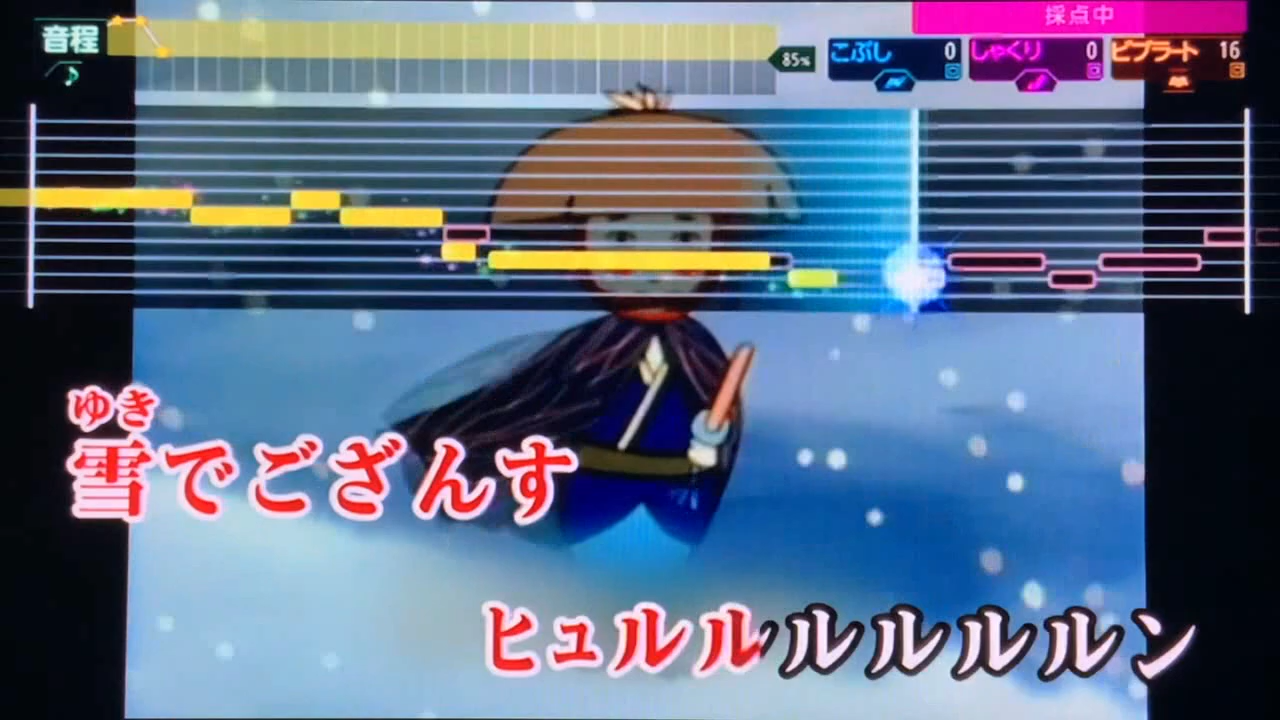 採点中
音程
85%
こぶし 0
しゃくり 0
ビブラート 16
ゆき
雪でござんす
ヒュルルルルルルン